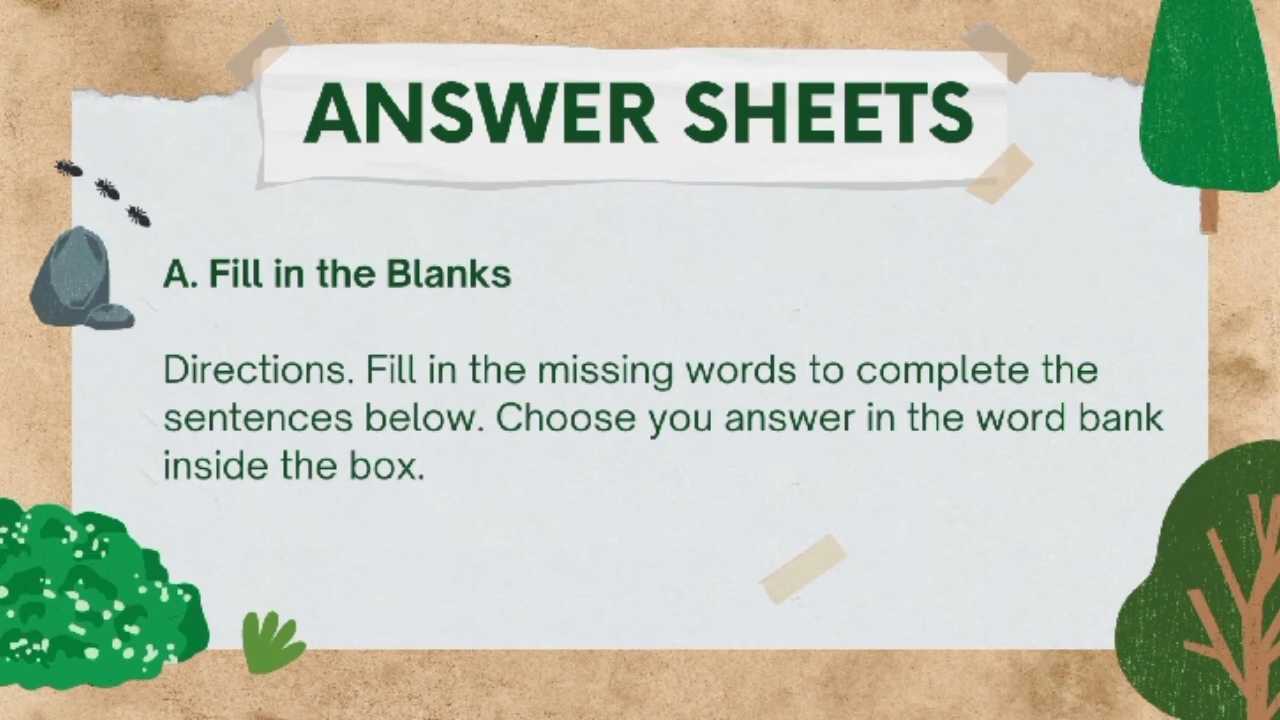 ANSWER SHEETS
A. Fill in the Blanks
Directions. Fill in the missing words to complete the
sentences below. Choose you answer in the word bank
inside the box.